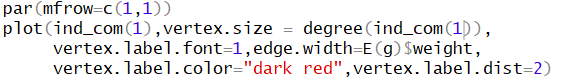 par(mfrow=c(1,1))
plot(ind_com(1),vertex.size = degree(ind_com(1)),
vertex.label.font=1,edge.width=E(g)$weight,
vertex.label.color="dark red",vertex.label.dist=2)